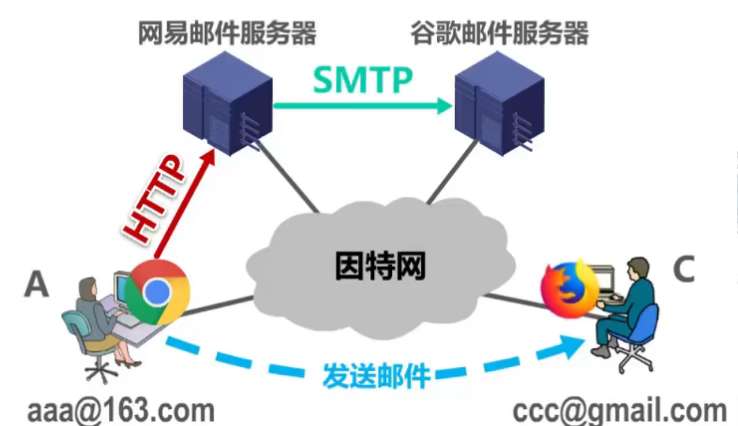 网易邮件服务器
谷歌邮件服务器
SMTP
HTTP
因特网
A
C
发送邮件
aaa@163.com
ccc@gmail.com